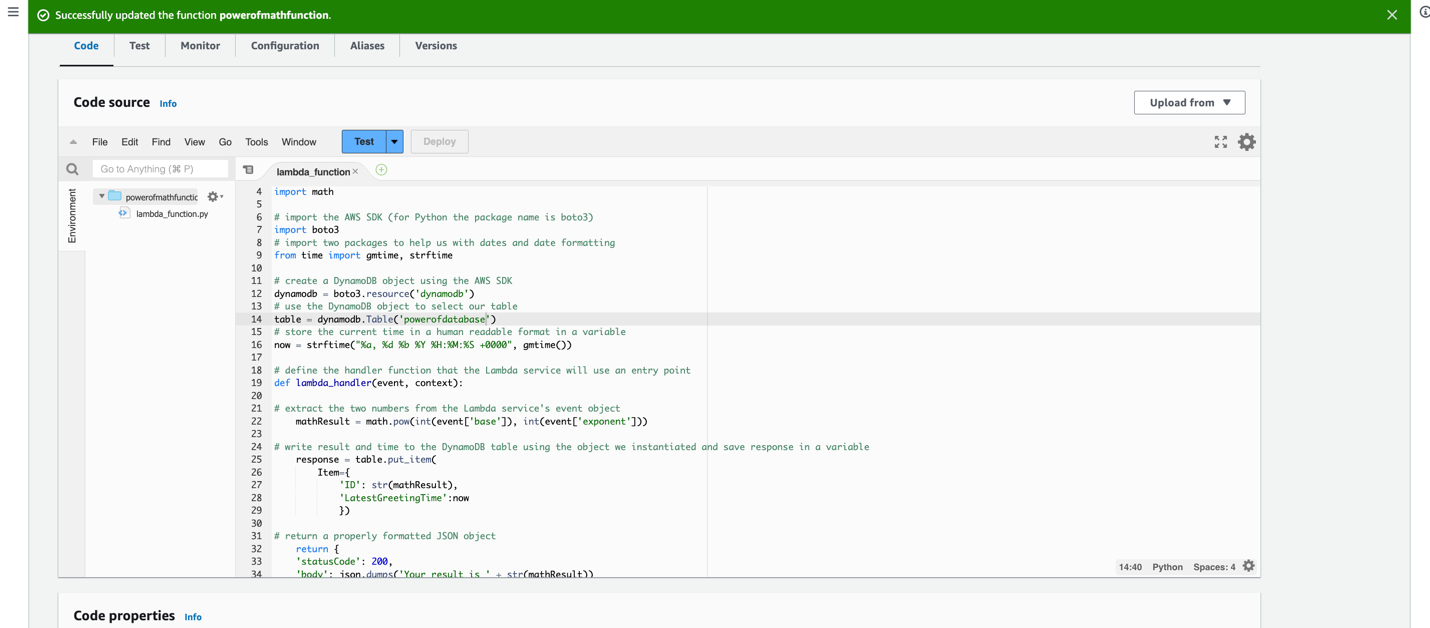 Successfully updated the function powerofmathfunction.
Code Test Monitor Configuration Aliases Versions
Code source Info
Upload from
File Edit Find View Go Tools Window Test Deploy
Go to Anything (⌘ P)
lambda_function
Environment
powerofmathfunctic
lambda_function.py
4 import math
5
6 # import the AWS SDK (for Python the package name is boto3)
7 import boto3
8 # import two packages to help us with dates and date formatting
9 from time import gmtime, strftime
10
11 # create a DynamoDB object using the AWS SDK
12 dynamodb = boto3.resource('dynamodb')
13 # use the DynamoDB object to select our table
14 table = dynamodb.Table('powerofdatabase')
15 # store the current time in a human readable format in a variable
16 now = strftime("%a, %d %b %Y %H:%M:%S +0000", gmtime())
17
18 # define the handler function that the Lambda service will use an entry point
19 def lambda_handler(event, context):
20
21 # extract the two numbers from the Lambda service's event object
22 mathResult = math.pow(int(event['base']), int(event['exponent']))
23
24 # write result and time to the DynamoDB table using the object we instantiated and save response in a variable
25 response = table.put_item(
26 Item={
27 'ID': str(mathResult),
28 'LatestGreetingTime':now
29 })
30
31 # return a properly formatted JSON object
32 return {
33 'statusCode': 200,
34 'body': json.dumps('Your result is ' + str(mathResult))
14:40 Python Spaces: 4
Code properties Info